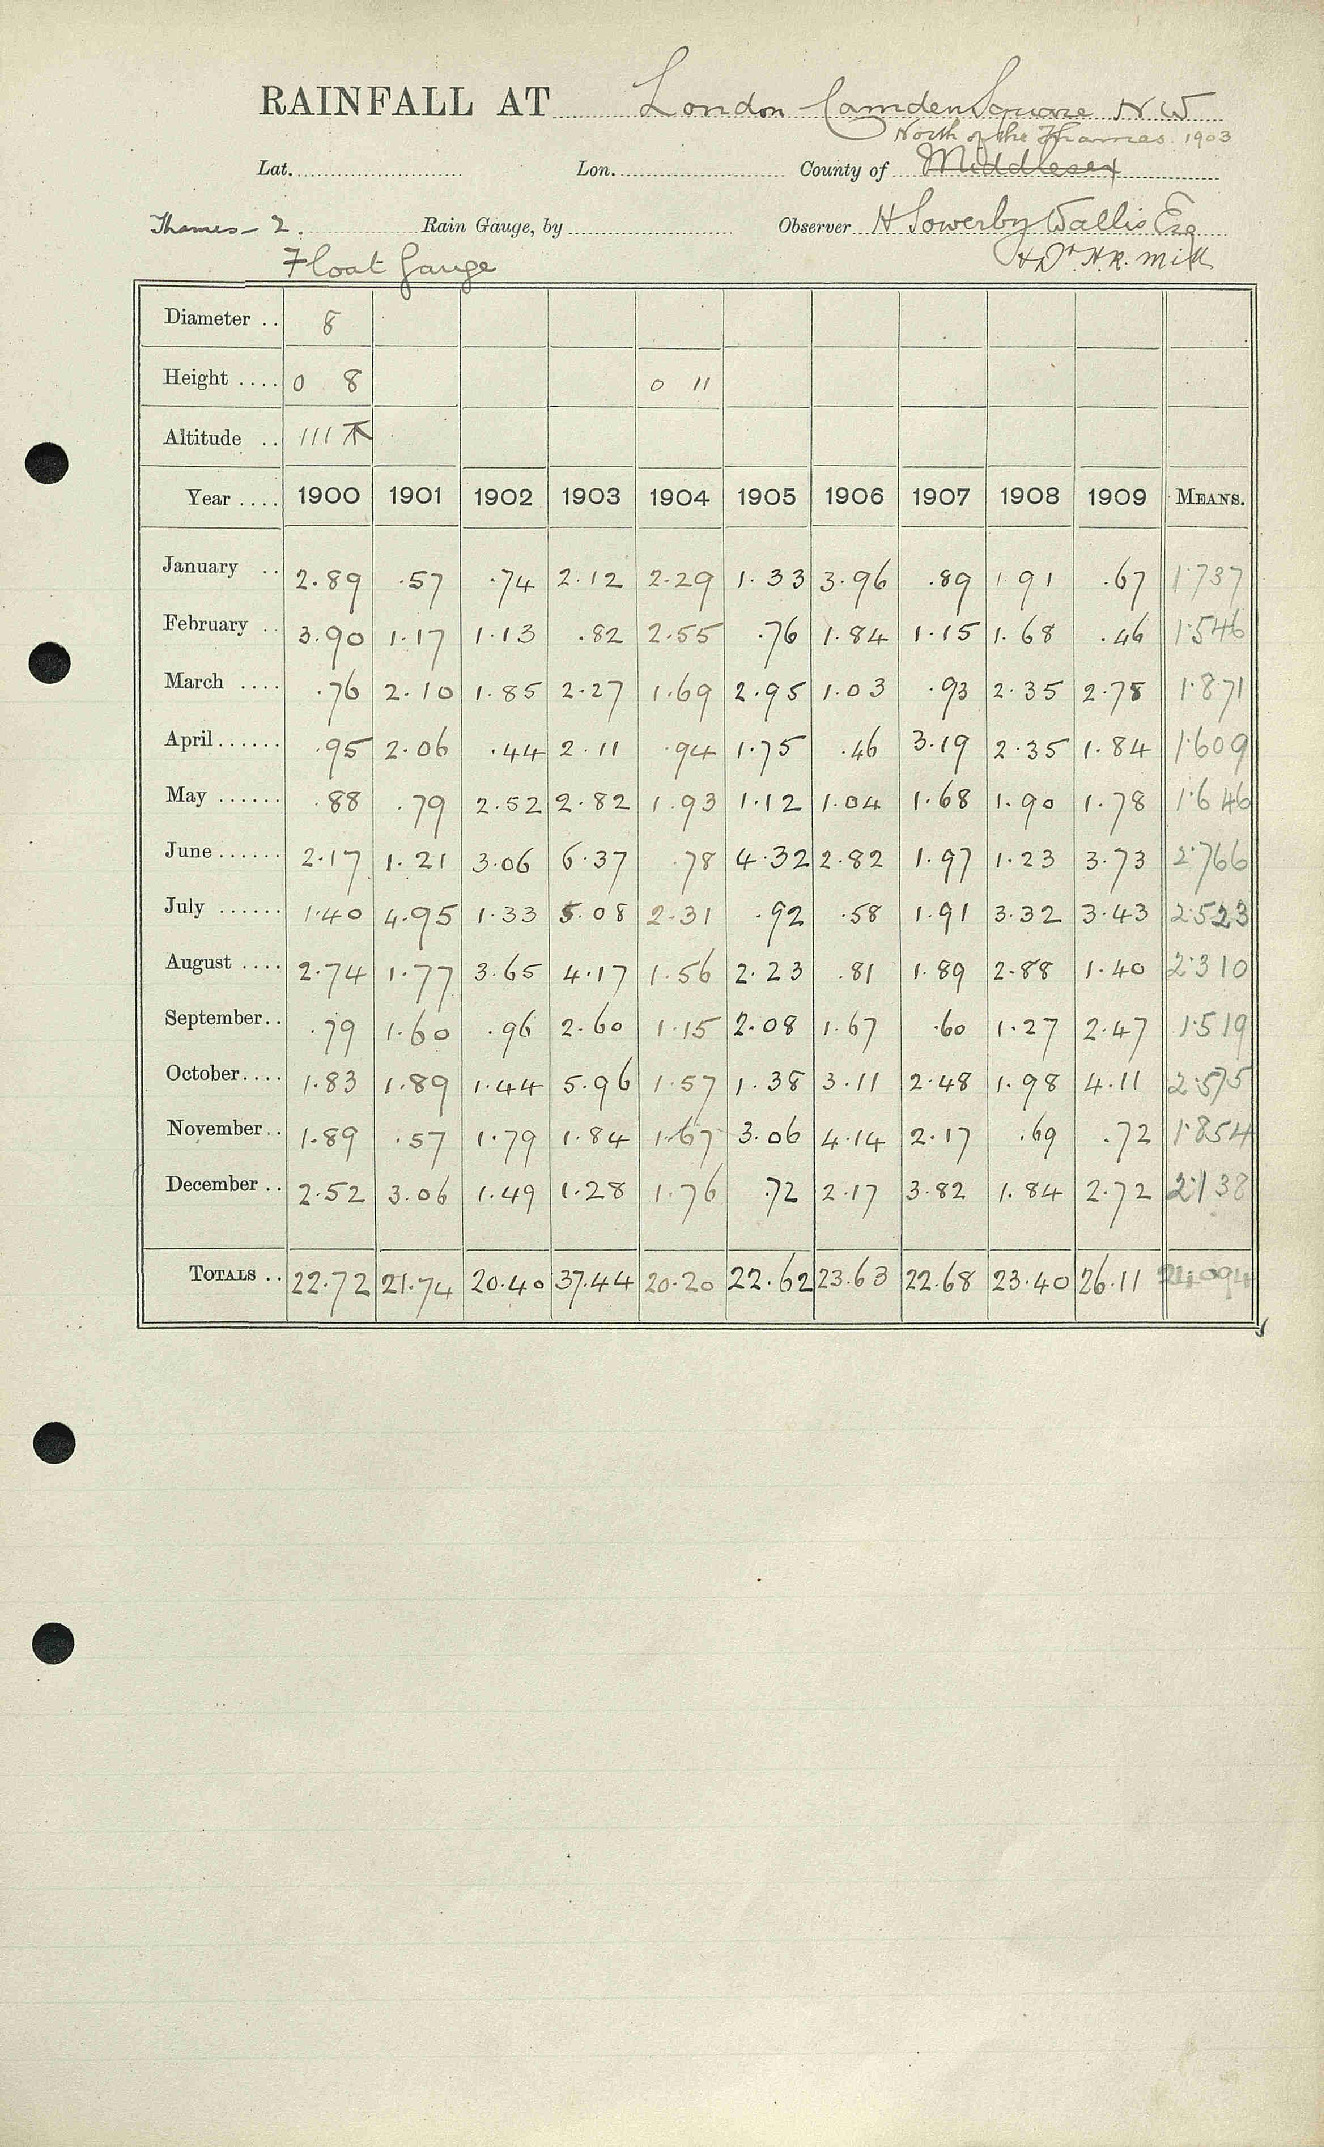 RAINFALL AT London Camden Square N W
North of the Thames 1903
Lat. Lon. County of Middlesex
Thames - 2. Rain Gauge, by Observer H Sowerby Wallis Esq
Float Gauge & Dr. H. R. Mill
Diameter .. 8
Height .... 0 8 0 11
Altitude .. 111
Year .... 1900 1901 1902 1903 1904 1905 1906 1907 1908 1909 MEANS.
January .. 2.89 .57 .74 2.12 2.29 1.33 3.96 .89 1.91 .67 1.737
February .. 3.90 1.17 1.13 .82 2.55 .76 1.84 1.15 1.68 .46 1.546
March .... .76 2.10 1.85 2.27 1.69 2.95 1.03 .93 2.35 2.78 1.871
April...... .95 2.06 .44 2.11 .94 1.75 .46 3.19 2.35 1.84 1.609
May ...... .88 .79 2.52 2.82 1.93 1.12 1.04 1.68 1.90 1.78 1.646
June ...... 2.17 1.21 3.06 6.37 .78 4.32 2.82 1.97 1.23 3.73 2.766
July ...... 1.40 4.95 1.33 5.08 2.31 .92 .58 1.91 3.32 3.43 2.523
August .... 2.74 1.77 3.65 4.17 1.56 2.23 .81 1.89 2.88 1.40 2.310
September.. .79 1.60 .96 2.60 1.15 2.08 1.67 .60 1.27 2.47 1.519
October.... 1.83 1.89 1.44 5.96 1.57 1.38 3.11 2.48 1.98 4.11 2.575
November.. 1.89 .57 1.79 1.84 1.67 3.06 4.14 2.17 .69 .72 1.854
December .. 2.52 3.06 1.49 1.28 1.76 .72 2.17 3.82 1.84 2.72 2.138
TOTALS .. 22.72 21.74 20.40 37.44 20.20 22.62 23.63 22.68 23.40 26.11 24.094